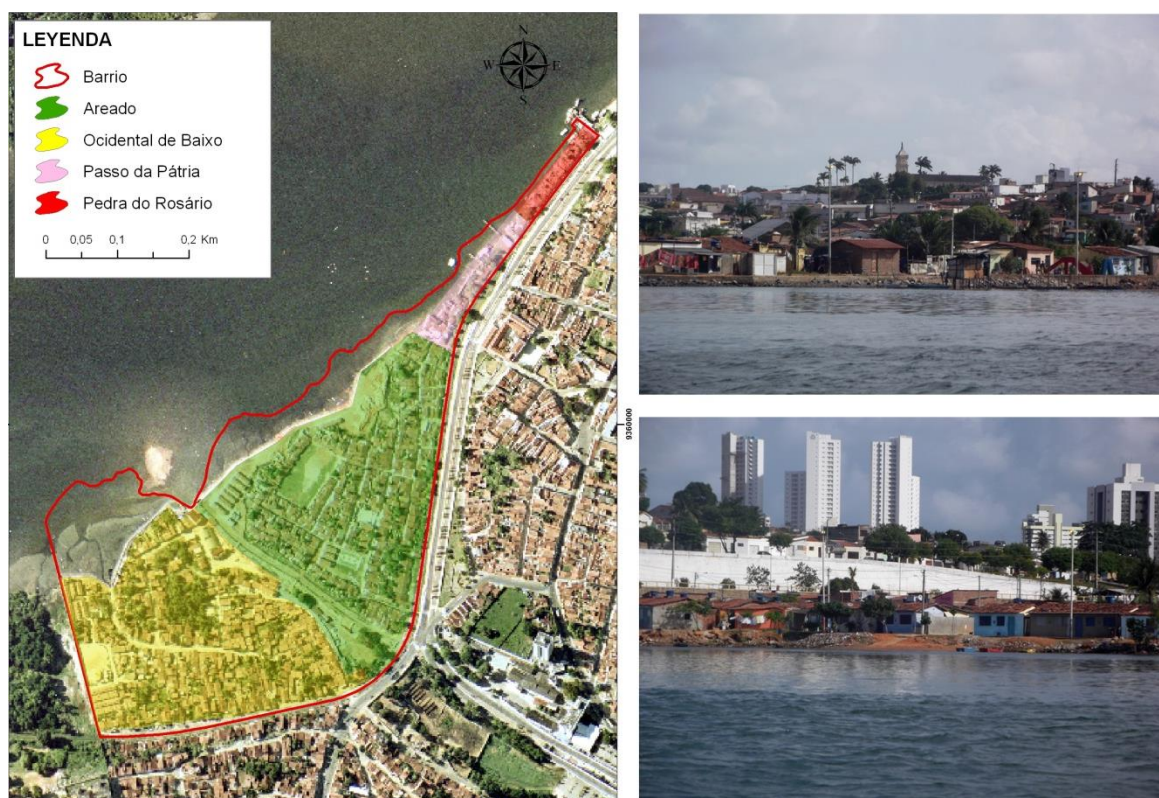 LEYENDA
Barrio
Areado
Ocidental de Baixo
Passo da Pátria
Pedra do Rosário
0 0,05 0,1 0,2 Km
N
W E
S
9360000